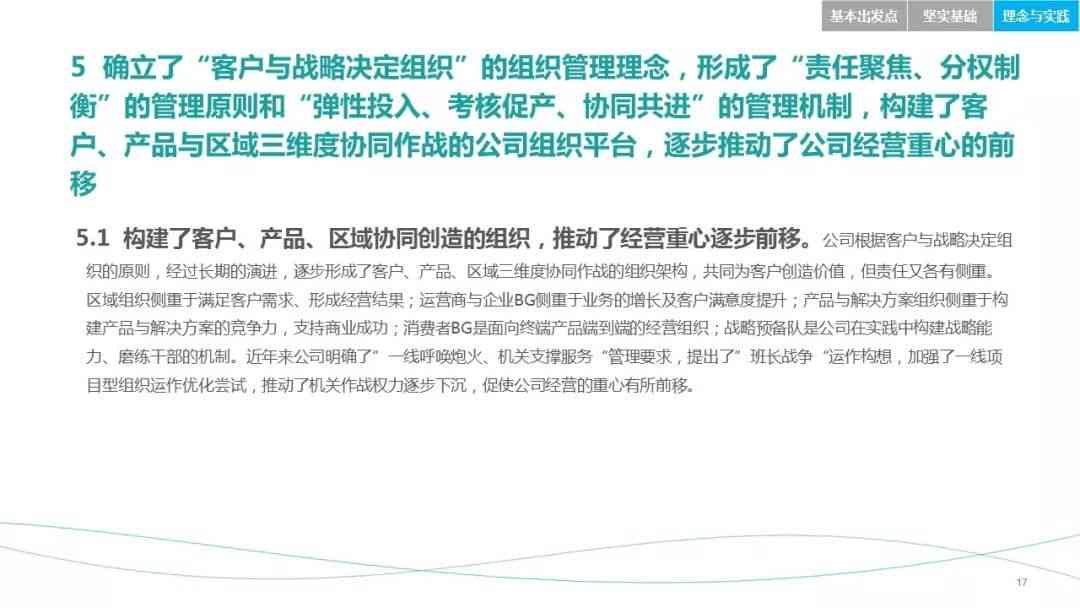 基本出发点 坚实基础 理念与实践
5 确立了“客户与战略决定组织”的组织管理理念，形成了“责任聚焦、分权制
衡”的管理原则和“弹性投入、考核促产、协同共进”的管理机制，构建了客
户、产品与区域三维度协同作战的公司组织平台，逐步推动了公司经营重心的前
移
5.1 构建了客户、产品、区域协同创造的组织，推动了经营重心逐步前移。公司根据客户与战略决定组
织的原则，经过长期的演进，逐步形成了客户、产品、区域三维度协同作战的组织架构，共同为客户创造价值，但责任又各有侧重。
区域组织侧重于满足客户需求、形成经营结果；运营商与企业BG侧重于业务的增长及客户满意度提升；产品与解决方案组织侧重于构
建产品与解决方案的竞争力，支持商业成功；消费者BG是面向终端产品端到端的经营组织；战略预备队是公司在实践中构建战略能
力、磨练干部的机制。近年来公司明确了”一线呼唤炮火、机关支撑服务“管理要求，提出了”班长战争“运作构想，加强了一线项
目型组织运作优化尝试，推动了机关作战权力逐步下沉，促使公司经营的重心有所前移。
17